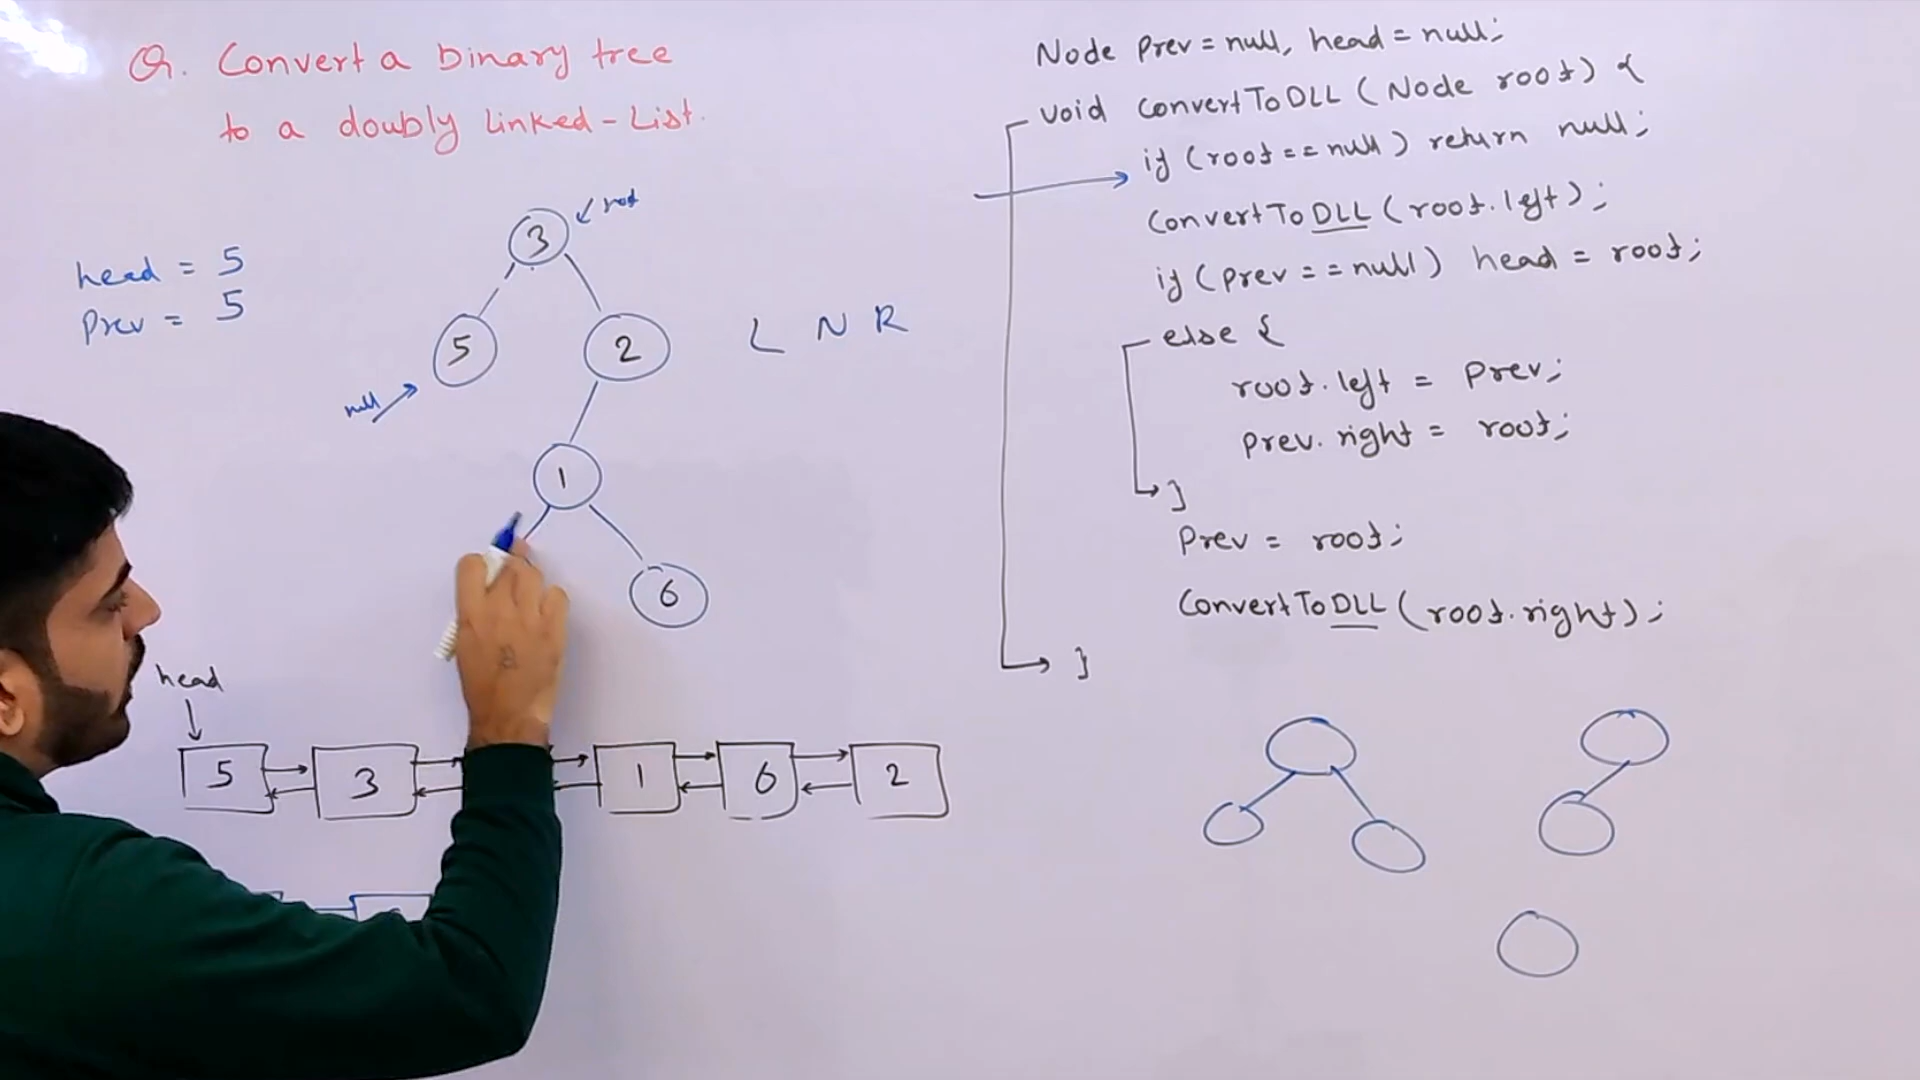 Q. Convert a binary tree
to a doubly Linked-List.
head = 5
Prev = 5
3
root
5
2
null
L N R
1
6
head
5 3 1 6 2
Node Prev = null, head = null;
void ConvertToDLL (Node root) {
if (root == null) return null;
ConvertToDLL (root.left);
if (prev == null) head = root;
else {
root.left = Prev;
prev.right = root;
}
Prev = root;
ConvertToDLL (root.right);
}